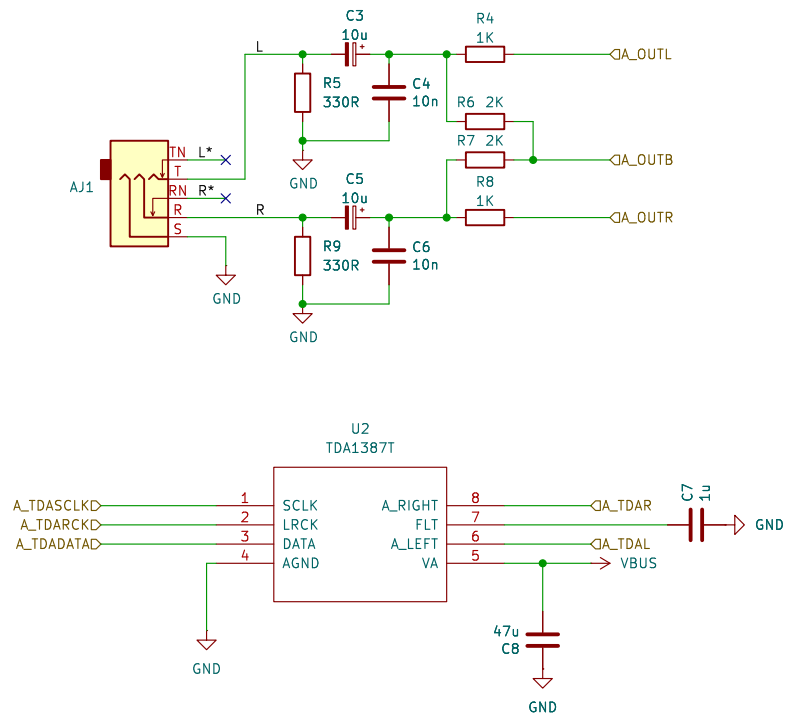 C3
10u
R4
1K
L
A_OUTL
R5
330R
C4
10n
R6 2K
R7 2K
A_OUTB
AJ1
TN
L*
T
RN
R*
R
S
GND
GND
C5
10u
R8
1K
R
A_OUTR
R9
330R
C6
10n
GND
U2
TDA1387T
A_TDASCLK 1 SCLK A_RIGHT 8 A_TDAR
A_TDARCK 2 LRCK FLT 7 C7 1u GND
A_TDADATA 3 DATA A_LEFT 6 A_TDAL
4 AGND VA 5 VBUS
GND
47u
C8
GND